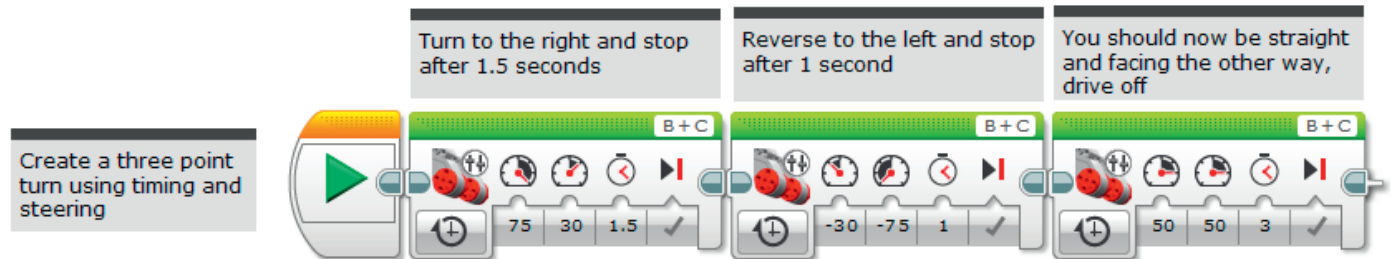 Create a three point
turn using timing and
steering
Turn to the right and stop
after 1.5 seconds
B+C
75 30 1.5
Reverse to the left and stop
after 1 second
B+C
-30 -75 1
You should now be straight
and facing the other way,
drive off
B+C
50 50 3